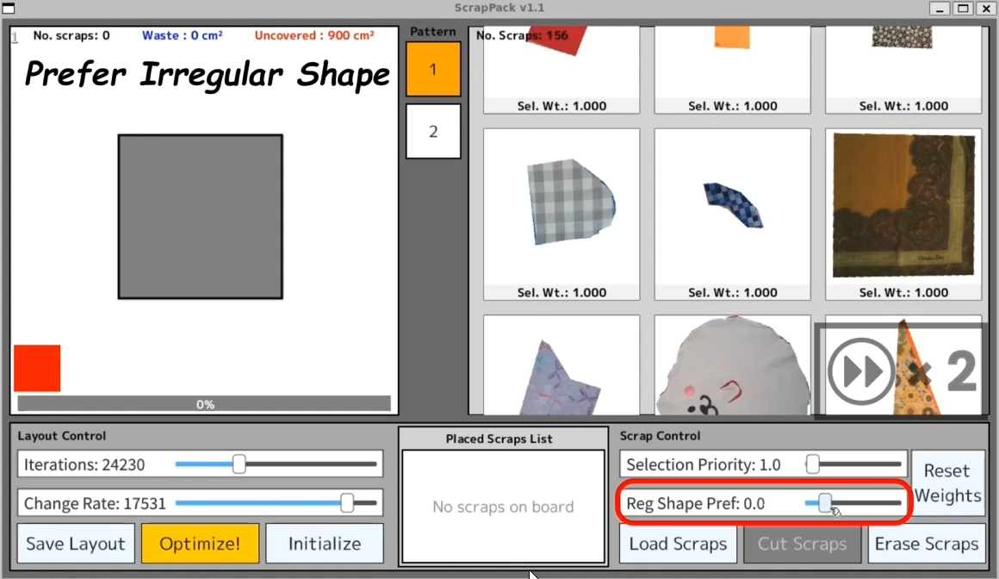 ScrapPack v1.1
No. scraps: 0 Waste : 0 cm² Uncovered : 900 cm²
Prefer Irregular Shape
0%
Pattern
1
2
No. Scraps: 156
Sel. Wt.: 1.000 Sel. Wt.: 1.000 Sel. Wt.: 1.000
Sel. Wt.: 1.000 Sel. Wt.: 1.000 Sel. Wt.: 1.000
× 2
Layout Control
Iterations: 24230
Change Rate: 17531
Save Layout Optimize! Initialize
Placed Scraps List
No scraps on board
Scrap Control
Selection Priority: 1.0
Reg Shape Pref: 0.0
Reset
Weights
Load Scraps Cut Scraps Erase Scraps